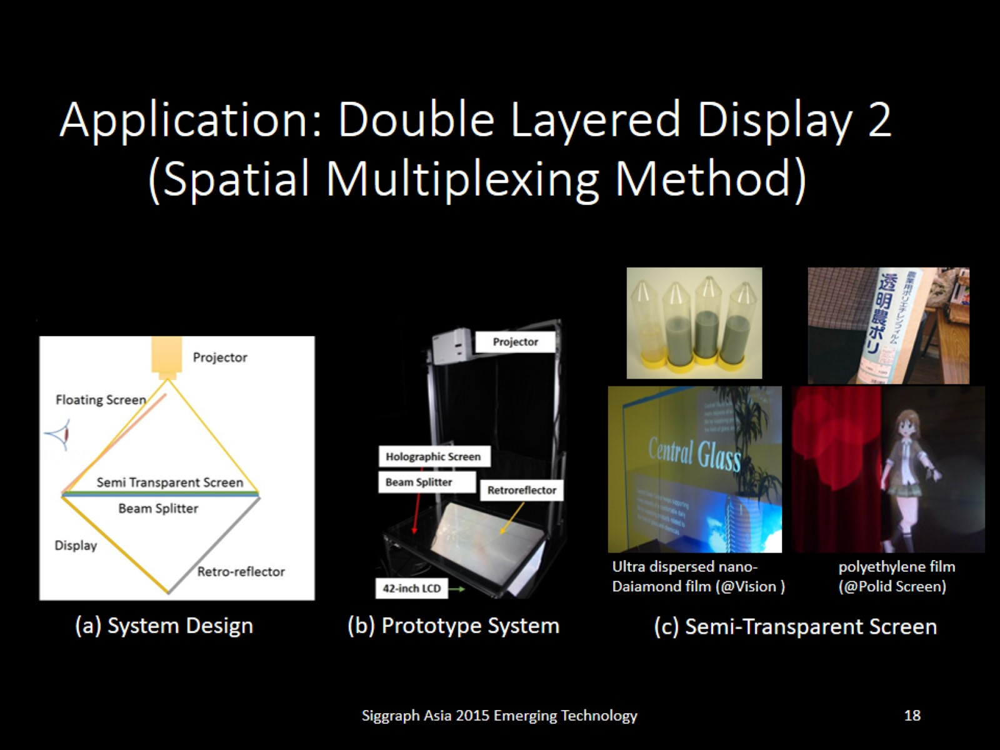 Application: Double Layered Display 2
(Spatial Multiplexing Method)
Projector
Floating Screen
Semi Transparent Screen
Beam Splitter
Display
Retro-reflector
(a) System Design
Projector
Holographic Screen
Beam Splitter
Retroreflector
42-inch LCD
(b) Prototype System
農業用ポリエチレンフィルム
透明農ポリ
Central Glass
Ultra dispersed nano-
Daiamond film (@Vision )
polyethylene film
(@Polid Screen)
(c) Semi-Transparent Screen
Siggraph Asia 2015 Emerging Technology
18